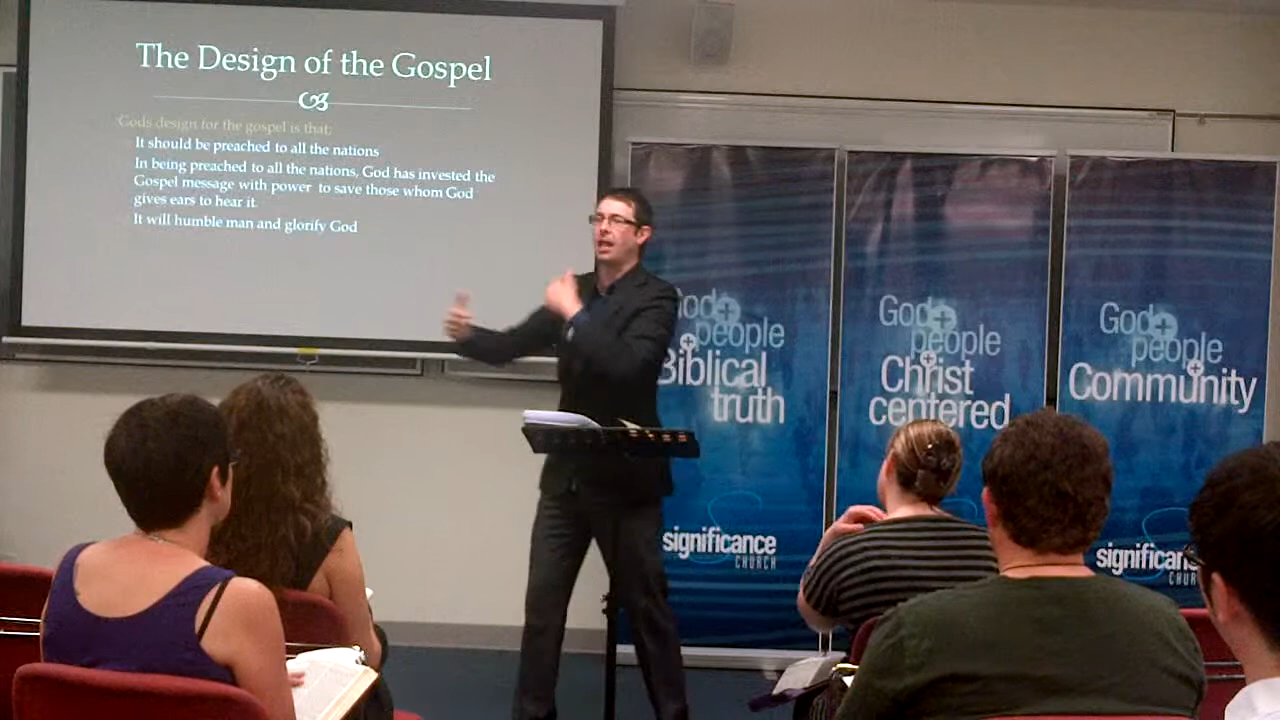 The Design of the Gospel
Gods design for the gospel is that:
It should be preached to all the nations
In being preached to all the nations, God has invested the
Gospel message with power to save those whom God
gives ears to hear it.
It will humble man and glorify God
God+
people
+
Biblical
truth
significance
CHURCH
God+
people
+
Christ
centered
God+
people
+
Community
significance
CHURCH